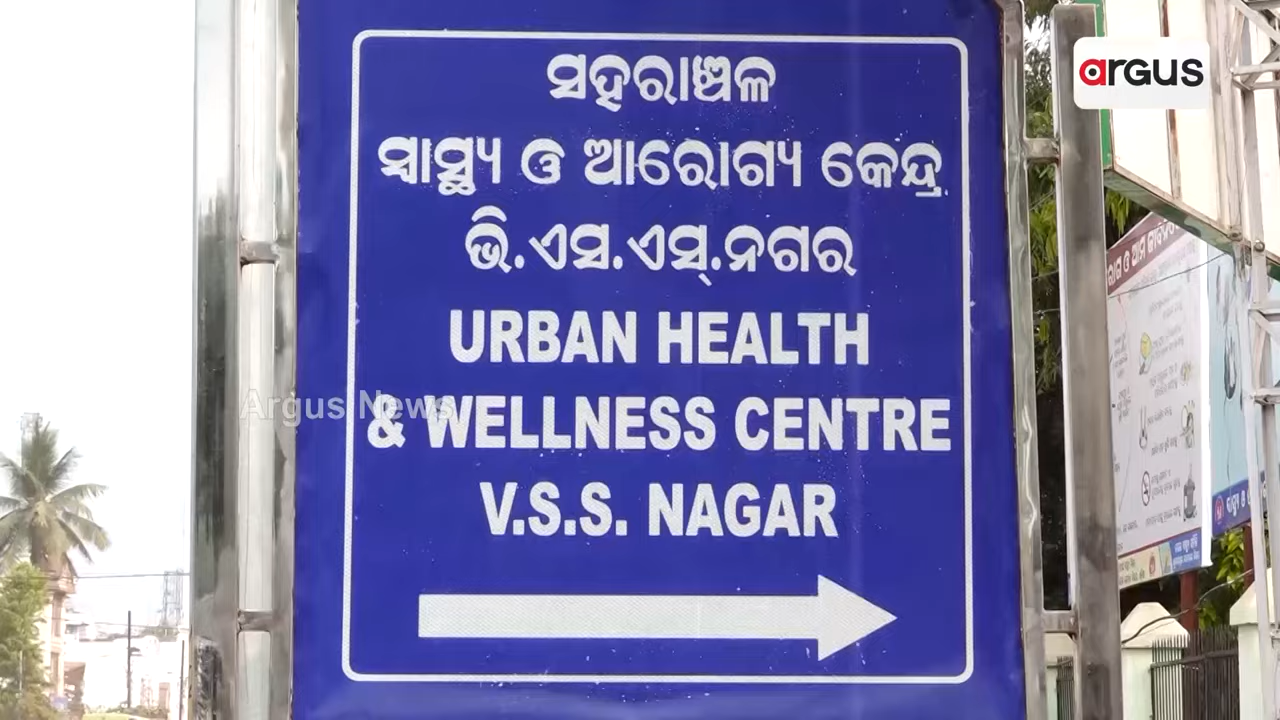 ସହରାଞ୍ଚଳ
ସ୍ୱାସ୍ଥ୍ୟ ଓ ଆରୋଗ୍ୟ କେନ୍ଦ୍ର
ଭି.ଏସ.ଏସ୍.ନଗର
URBAN HEALTH
& WELLNESS CENTRE
V.S.S. NAGAR
argus
Argus News